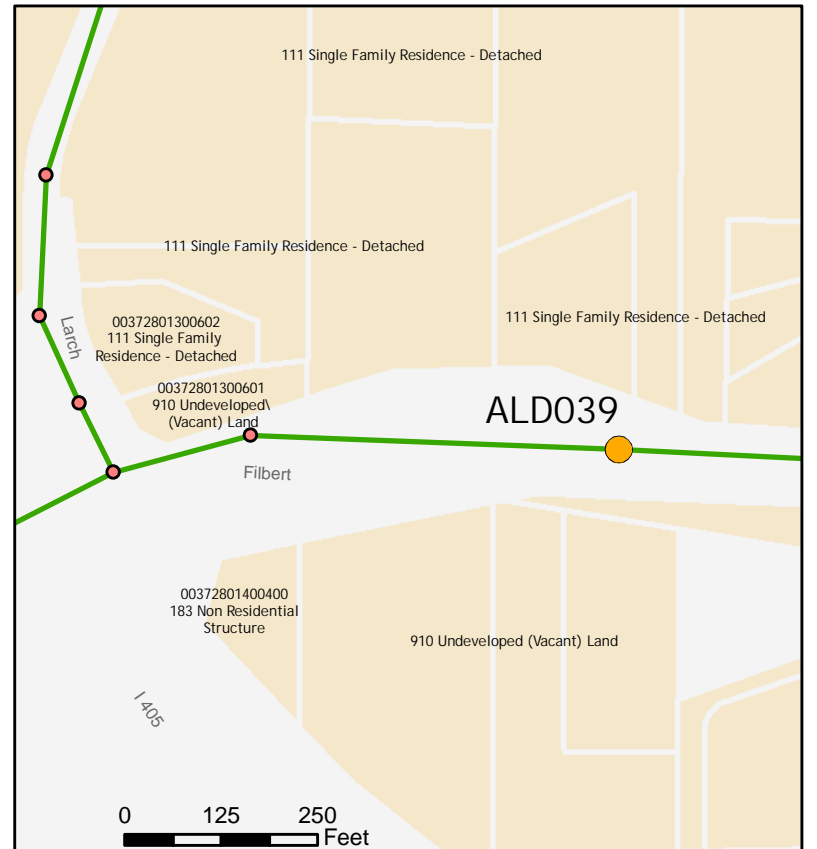 111 Single Family Residence - Detached
111 Single Family Residence - Detached
Larch
00372801300602
111 Single Family
Residence - Detached
111 Single Family Residence - Detached
00372801300601
910 Undeveloped\
(Vacant) Land
ALD039
Filbert
00372801400400
183 Non Residential
Structure
910 Undeveloped (Vacant) Land
I 405
0 125 250
Feet